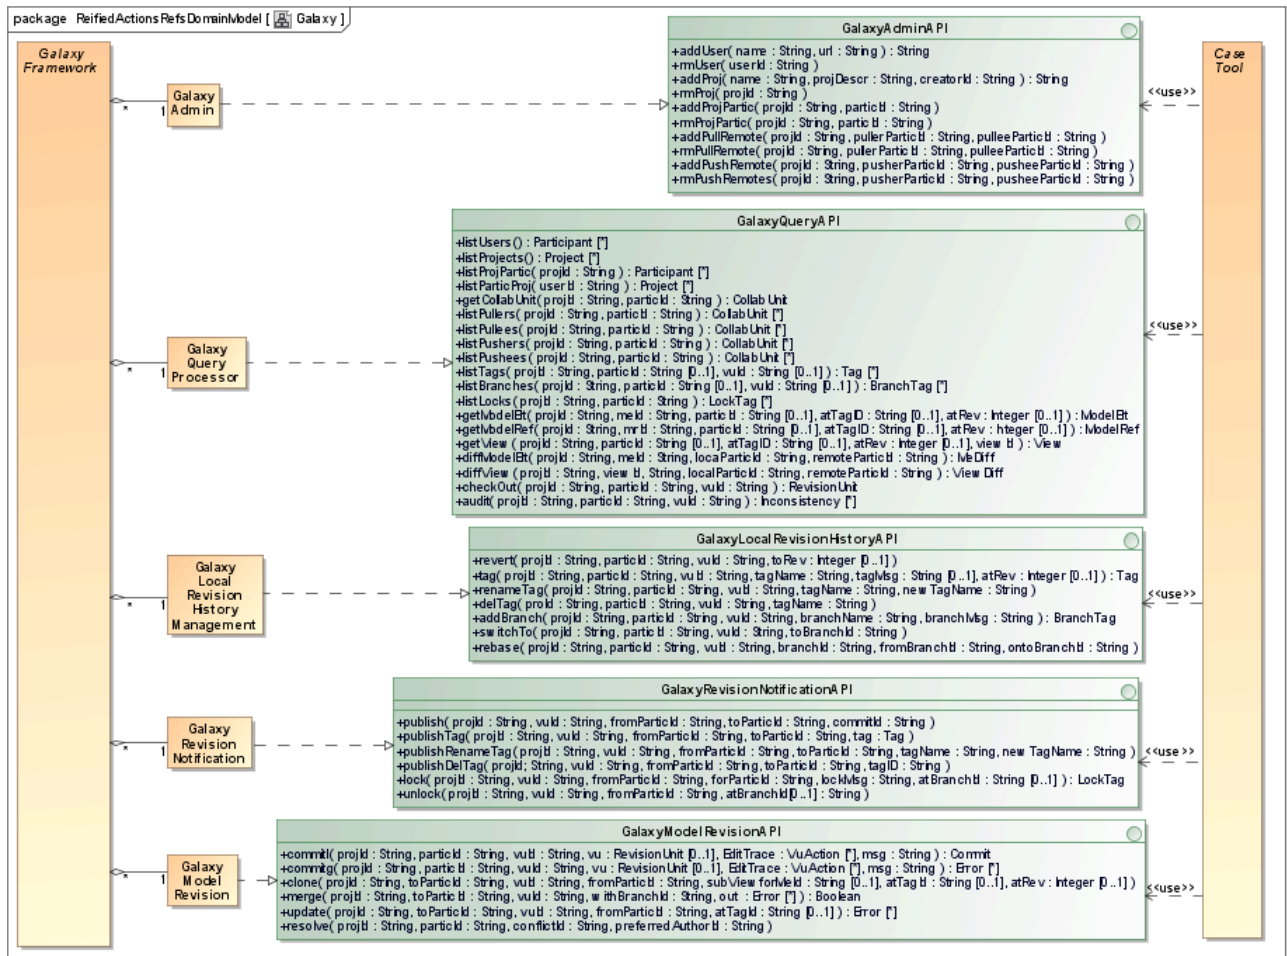 package ReifiedActionsRefsDomainModel [ Galaxy ]
Galaxy
Framework
Case
Tool
Galaxy
Admin
*
1
GalaxyAdminAPI
+addUser( name : String, url : String ) : String
+rmUser( userId : String )
+addProj( name : String, projDescr : String, creatorId : String ) : String
+rmProj( projId : String )
+addProjPartic( projId : String, particId : String )
+rmProjPartic( projId : String, particId : String )
+addPullRemote( projId : String, pullerParticId : String, pulleeParticId : String )
+rmPullRemote( projId : String, pullerParticId : String, pulleeParticId : String )
+addPushRemote( projId : String, pusherParticId : String, pusheeParticId : String )
+rmPushRemotes( projId : String, pusherParticId : String, pusheeParticId : String )
<<use>>
Galaxy
Query
Processor
*
1
GalaxyQueryAPI
+listUsers() : Participant [*]
+listProjects() : Project [*]
+listProjPartic( projId : String ) : Participant [*]
+listParticProj( userId : String ) : Project [*]
+getCollabUnit( projId : String, particId : String ) : CollabUnit
+listPullers( projId : String, particId : String ) : CollabUnit [*]
+listPullees( projId : String, particId : String ) : CollabUnit [*]
+listPushers( projId : String, particId : String ) : CollabUnit [*]
+listPushees( projId : String, particId : String ) : CollabUnit [*]
+listTags( projId : String, particId : String [0..1], vuId : String [0..1] ) : Tag [*]
+listBranches( projId : String, particId : String [0..1], vuId : String [0..1] ) : BranchTag [*]
+listLocks( projId : String, particId : String ) : LockTag [*]
+getModelElt( projId : String, meId : String, particId : String [0..1], atTagID : String [0..1], atRev : Integer [0..1] ) : ModelElt
+getModelRef( projId : String, mrId : String, particId : String [0..1], atTagID : String [0..1], atRev : Integer [0..1] ) : ModelRef
+getView( projId : String, particId : String [0..1], atTagID : String [0..1], atRev : Integer [0..1], viewId ) : View
+diffModelElt( projId : String, meId : String, localParticId : String, remoteParticId : String ) : MeDiff
+diffView( projId : String, viewId, String, localParticId : String, remoteParticId : String ) : ViewDiff
+checkOut( projId : String, particId : String, vuId : String ) : RevisionUnit
+audit( projId : String, particId : String, vuId : String ) : Inconsistency [*]
<<use>>
Galaxy
Local
Revision
History
Management
*
1
GalaxyLocalRevisionHistoryAPI
+revert( projId : String, particId : String, vuId : String, toRev : Integer [0..1] )
+tag( projId : String, particId : String, vuId : String, tagName : String, tagMsg : String [0..1], atRev : Integer [0..1] ) : Tag
+renameTag( projId : String, particId : String, vuId : String, tagName : String, newTagName : String )
+delTag( projId : String, particId : String, vuId : String, tagName : String )
+addBranch( projId : String, particId : String, vuId : String, branchName : String, branchMsg : String ) : BranchTag
+switchTo( projId : String, particId : String, vuId : String, toBranchId : String )
+rebase( projId : String, particId : String, vuId : String, branchId : String, fromBranchId : String, ontoBranchId : String )
<<use>>
Galaxy
Revision
Notification
*
1
GalaxyRevisionNotificationAPI
+publish( projId : String, vuId : String, fromParticId : String, toParticId : String, commitId : String )
+publishTag( projId : String, vuId : String, fromParticId : String, toParticId : String, tag : Tag )
+publishRenameTag( projId : String, vuId : String, fromParticId : String, toParticId : String, tagName : String, newTagName : String )
+publishDelTag( projId; String, vuId : String, fromParticId : String, toParticId : String, tagID : String )
+lock( projId : String, vuId : String, fromParticId : String, forParticId : String, lockMsg : String, atBranchId : String [0..1] ) : LockTag
+unlock( projId : String, vuId : String, fromParticId : String, atBranchId[0..1] : String )
<<use>>
Galaxy
Model
Revision
*
1
GalaxyModelRevisionAPI
+commitl( projId : String, particId : String, vuId : String, vu : RevisionUnit [0..1], EditTrace : VuAction [*], msg : String ) : Commit
+commitg( projId : String, particId : String, vuId : String, vu : RevisionUnit [0..1], EditTrace : VuAction [*], msg : String ) : Error [*]
+clone( projId : String, toParticId : String, vuId : String, fromParticId : String, subViewforMeId : String [0..1], atTagId : String [0..1], atRev : Integer [0..1] )
+merge( projId : String, toParticId : String, vuId : String, withBranchId : String, out : Error [*] ) : Boolean
+update( projId : String, toParticId : String, vuId : String, fromParticId : String, atTagId : String [0..1] ) : Error [*]
+resolve( projId : String, particId : String, conflictId : String, preferredAuthorId : String )
<<use>>